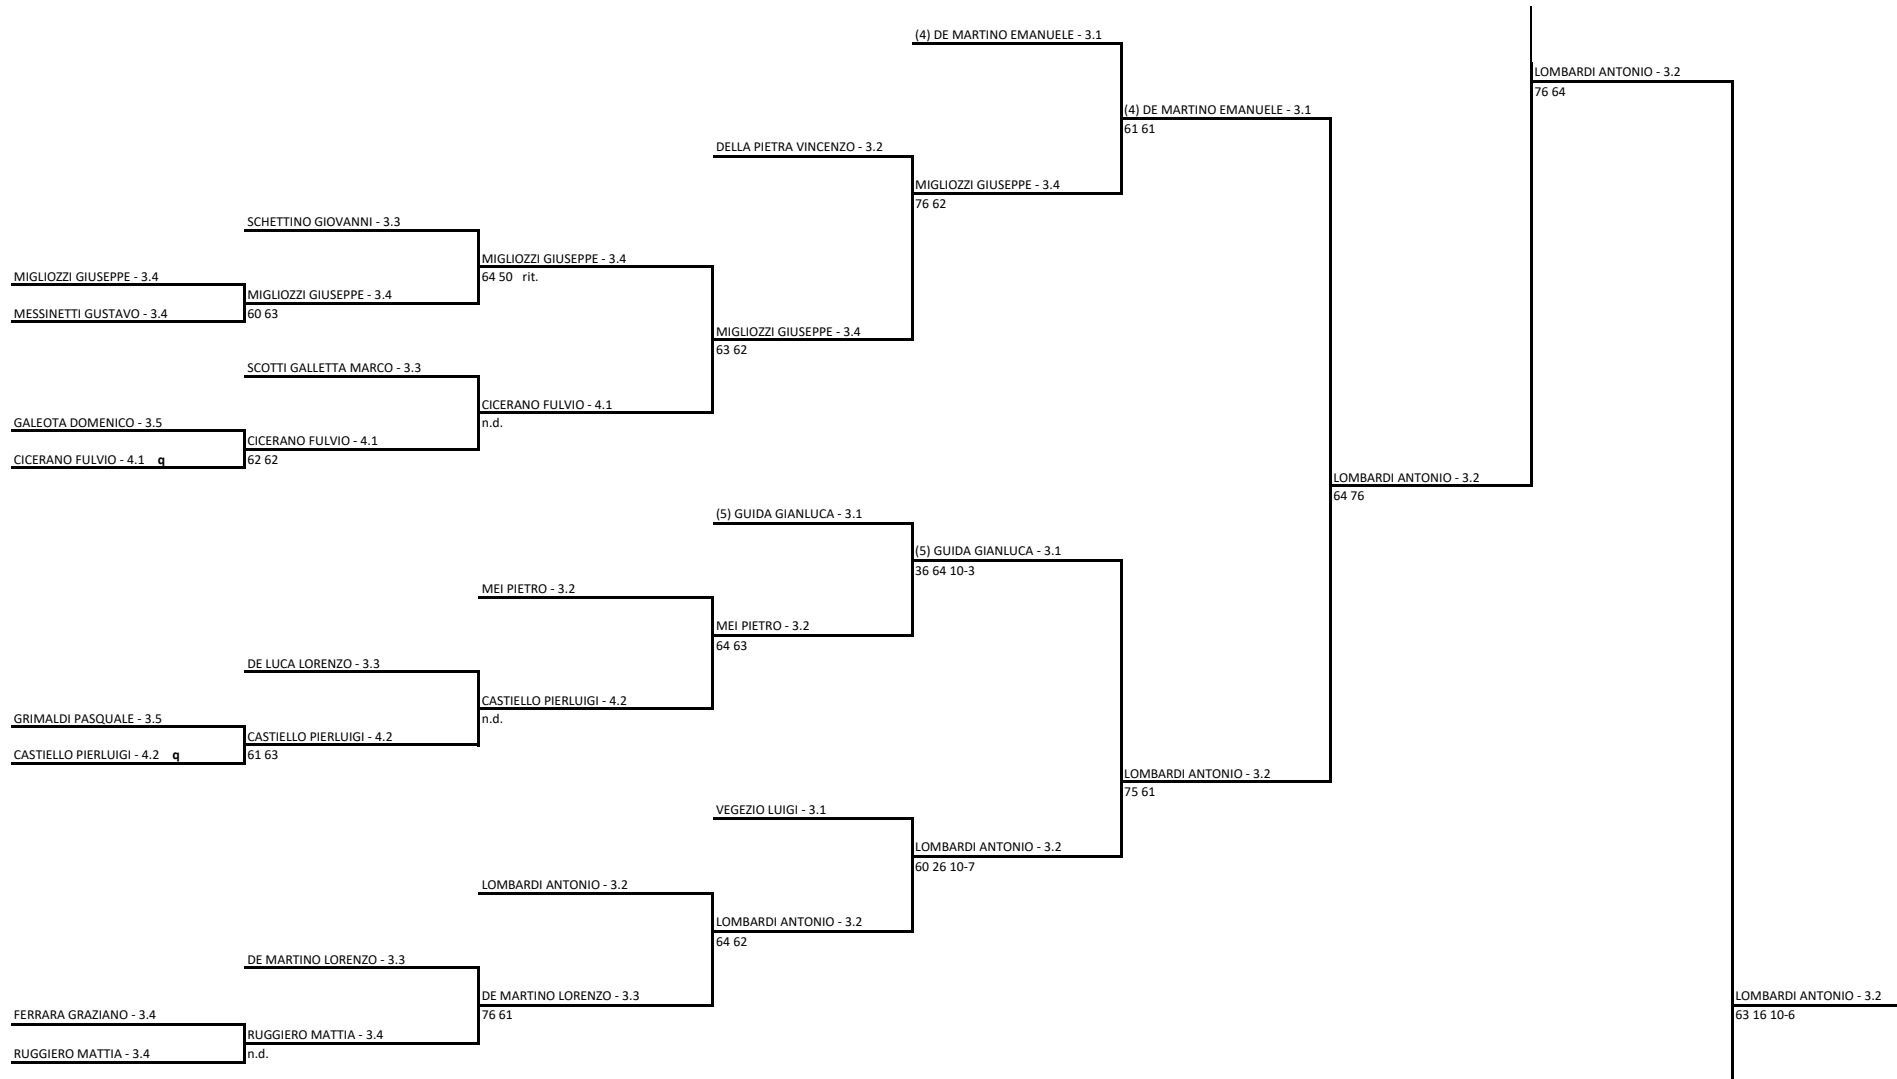 (4) DE MARTINO EMANUELE - 3.1
LOMBARDI ANTONIO - 3.2
76 64
(4) DE MARTINO EMANUELE - 3.1
61 61
DELLA PIETRA VINCENZO - 3.2
MIGLIOZZI GIUSEPPE - 3.4
76 62
SCHETTINO GIOVANNI - 3.3
MIGLIOZZI GIUSEPPE - 3.4
64 50 rit.
MIGLIOZZI GIUSEPPE - 3.4
MIGLIOZZI GIUSEPPE - 3.4
60 63
MESSINETTI GUSTAVO - 3.4
MIGLIOZZI GIUSEPPE - 3.4
63 62
SCOTTI GALLETTA MARCO - 3.3
CICERANO FULVIO - 4.1
n.d.
GALEOTA DOMENICO - 3.5
CICERANO FULVIO - 4.1
62 62
CICERANO FULVIO - 4.1 q
LOMBARDI ANTONIO - 3.2
64 76
(5) GUIDA GIANLUCA - 3.1
(5) GUIDA GIANLUCA - 3.1
36 64 10-3
MEI PIETRO - 3.2
MEI PIETRO - 3.2
64 63
DE LUCA LORENZO - 3.3
CASTIELLO PIERLUIGI - 4.2
n.d.
GRIMALDI PASQUALE - 3.5
CASTIELLO PIERLUIGI - 4.2
61 63
CASTIELLO PIERLUIGI - 4.2 q
LOMBARDI ANTONIO - 3.2
75 61
VEGEZIO LUIGI - 3.1
LOMBARDI ANTONIO - 3.2
60 26 10-7
LOMBARDI ANTONIO - 3.2
LOMBARDI ANTONIO - 3.2
64 62
DE MARTINO LORENZO - 3.3
DE MARTINO LORENZO - 3.3
76 61
LOMBARDI ANTONIO - 3.2
63 16 10-6
FERRARA GRAZIANO - 3.4
RUGGIERO MATTIA - 3.4
n.d.
RUGGIERO MATTIA - 3.4